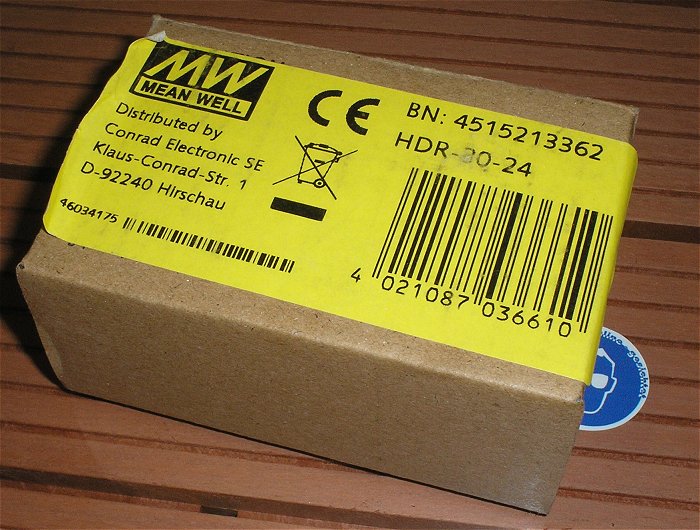 MW
MEAN WELL
Distributed by
Conrad Electronic SE
Klaus-Conrad-Str. 1
D-92240 Hirschau
46034175
CE
BN: 4515213362
HDR-30-24
4 021087 036610